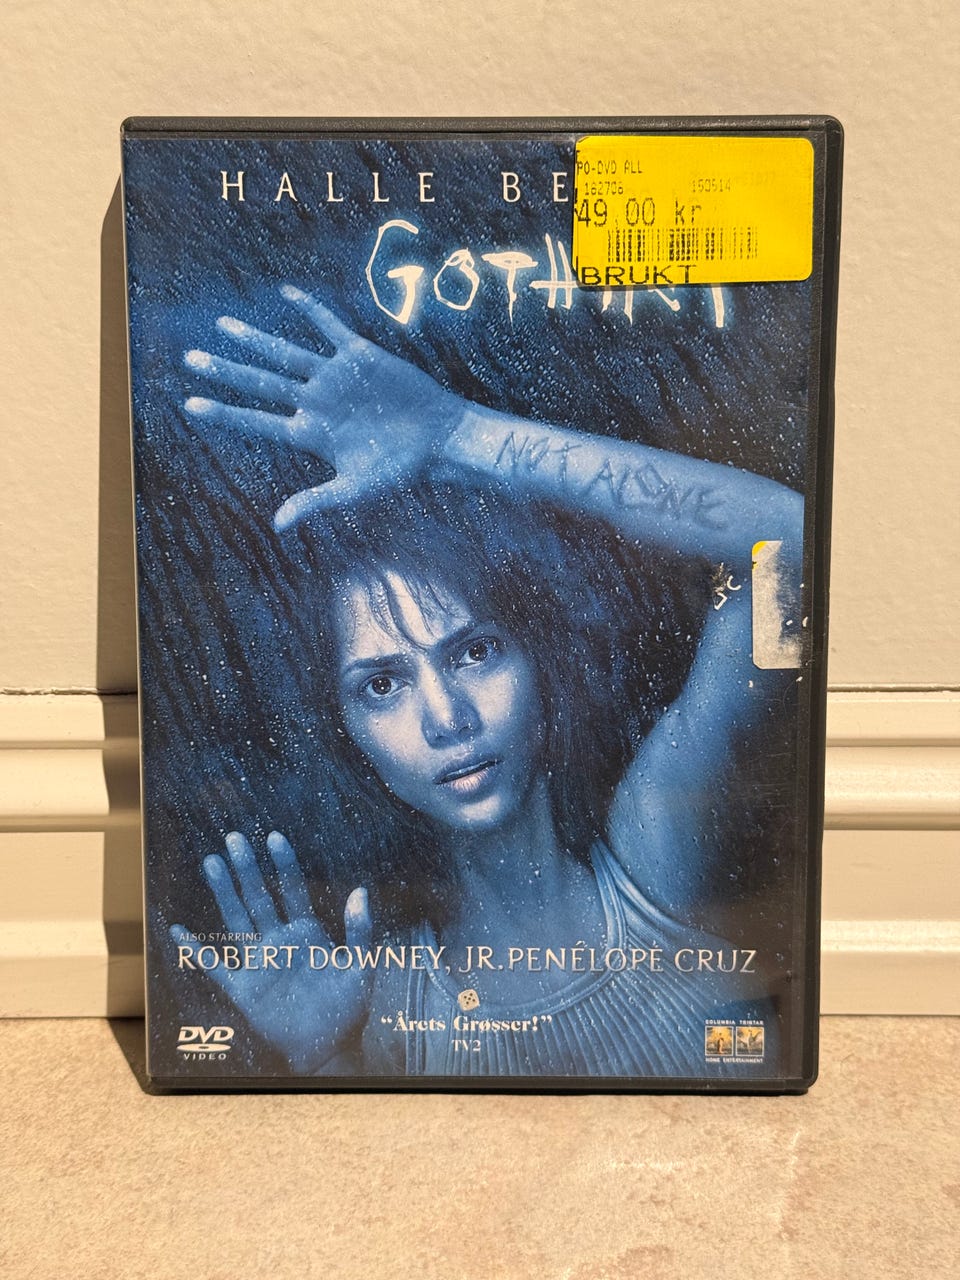 HALLE BE
PO-DVD ALL
162706 150514
49,00 kr
BRUKT
GOTHIKA
NOT ALONE
ALSO STARRING
ROBERT DOWNEY, JR. PENÉLOPE CRUZ
"Årets Grøsser!"
TV2
DVD
VIDEO
COLUMBIA TRISTAR
HOME ENTERTAINMENT